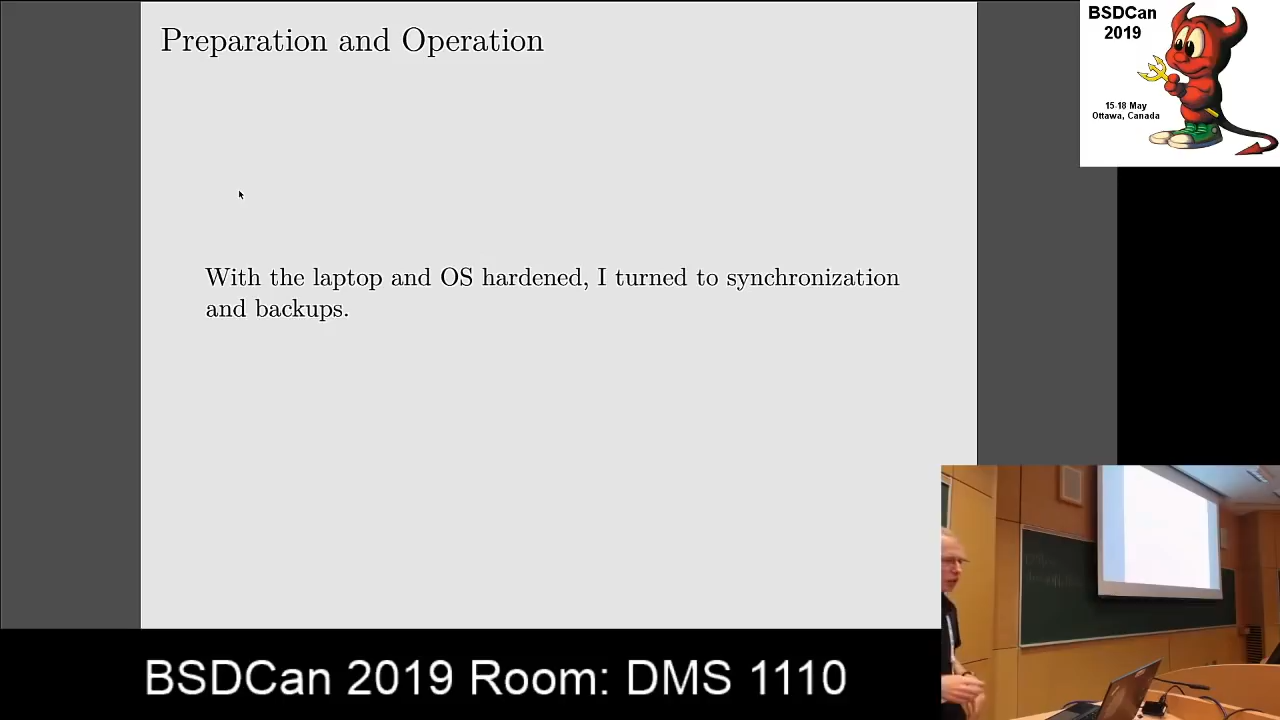 Preparation and Operation
With the laptop and OS hardened, I turned to synchronization
and backups.
BSDCan
2019
15-18 May
Ottawa, Canada
BSDCan 2019 Room: DMS 1110